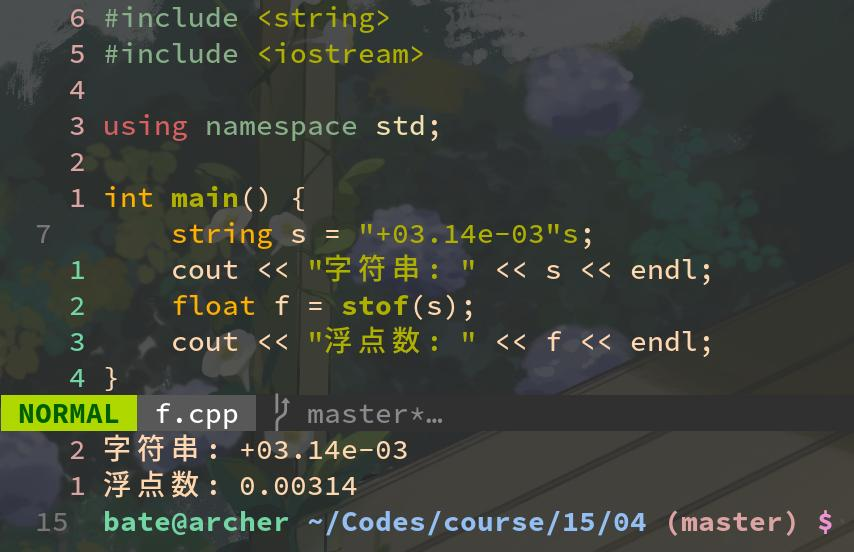 6 #include <string>
5 #include <iostream>
4
3 using namespace std;
2
1 int main() {
7 string s = "+03.14e-03"s;
1 cout << "字符串: " << s << endl;
2 float f = stof(s);
3 cout << "浮点数: " << f << endl;
4 }
NORMAL f.cpp master*…
2 字符串: +03.14e-03
1 浮点数: 0.00314
15 bate@archer ~/Codes/course/15/04 (master) $